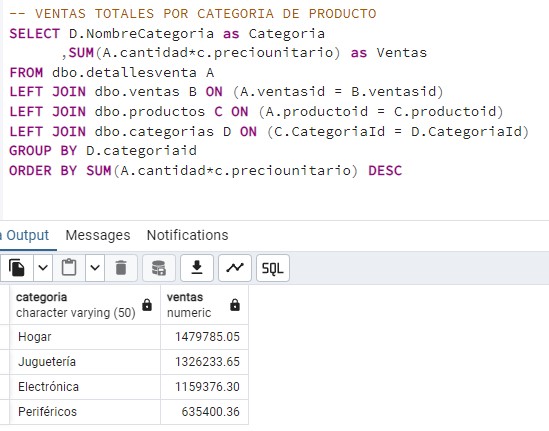 -- VENTAS TOTALES POR CATEGORIA DE PRODUCTO
SELECT D.NombreCategoria as Categoria
,SUM(A.cantidad*c.preciounitario) as Ventas
FROM dbo.detallesventa A
LEFT JOIN dbo.ventas B ON (A.ventasid = B.ventasid)
LEFT JOIN dbo.productos C ON (A.productoid = C.productoid)
LEFT JOIN dbo.categorias D ON (C.CategoriaId = D.CategoriaId)
GROUP BY D.categoriaid
ORDER BY SUM(A.cantidad*c.preciounitario) DESC
a Output Messages Notifications
SQL
categoria ventas
character varying (50) numeric
Hogar 1479785.05
Juguetería 1326233.65
Electrónica 1159376.30
Periféricos 635400.36